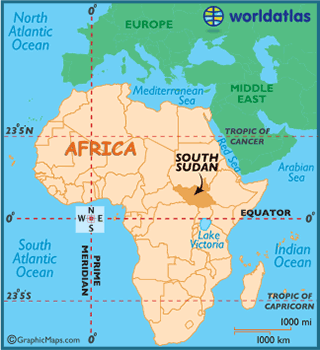 North
Atlantic
Ocean
0°
EUROPE
worldatlas
Mediterranean
Sea
MIDDLE
EAST
23°5'N
TROPIC OF
CANCER
AFRICA
Red Sea
SOUTH
SUDAN
Arabian
Sea
EQUATOR
0°
N
W E
S
0°
South
Atlantic
Ocean
PRIME
MERIDIAN
Lake
Victoria
Indian
Ocean
23°5'S
TROPIC OF
CAPRICORN
1000 mi
1000 km
©GraphicMaps.com
0°